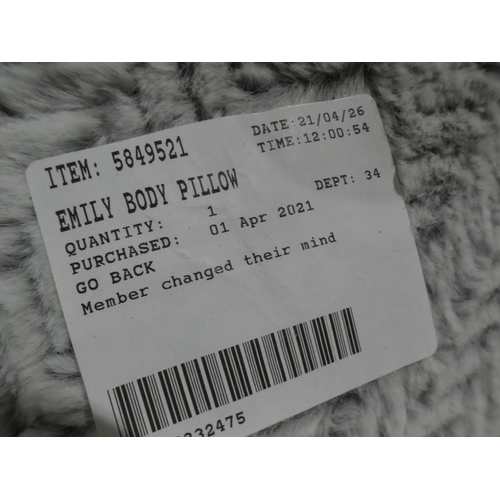 ITEM: 5849521 DATE:21/04/26
TIME:12:00:54
EMILY BODY PILLOW
QUANTITY: 1 DEPT: 34
PURCHASED: 01 Apr 2021
GO BACK
Member changed their mind
232475